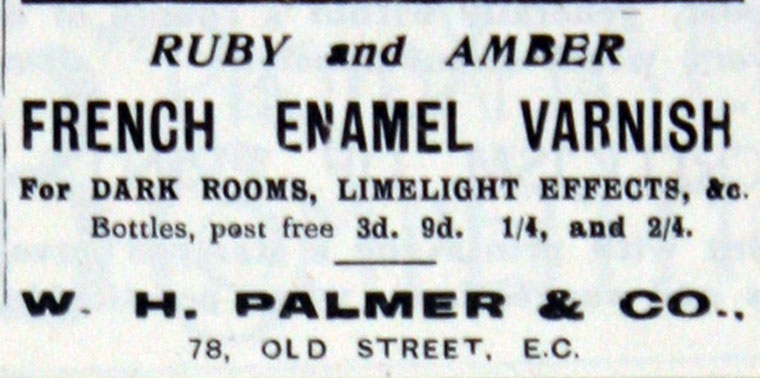 RUBY and AMBER
FRENCH ENAMEL VARNISH
For DARK ROOMS, LIMELIGHT EFFECTS, &c.
Bottles, post free 3d. 9d. 1/4, and 2/4.
W. H. PALMER & CO.,
78, OLD STREET, E.C.